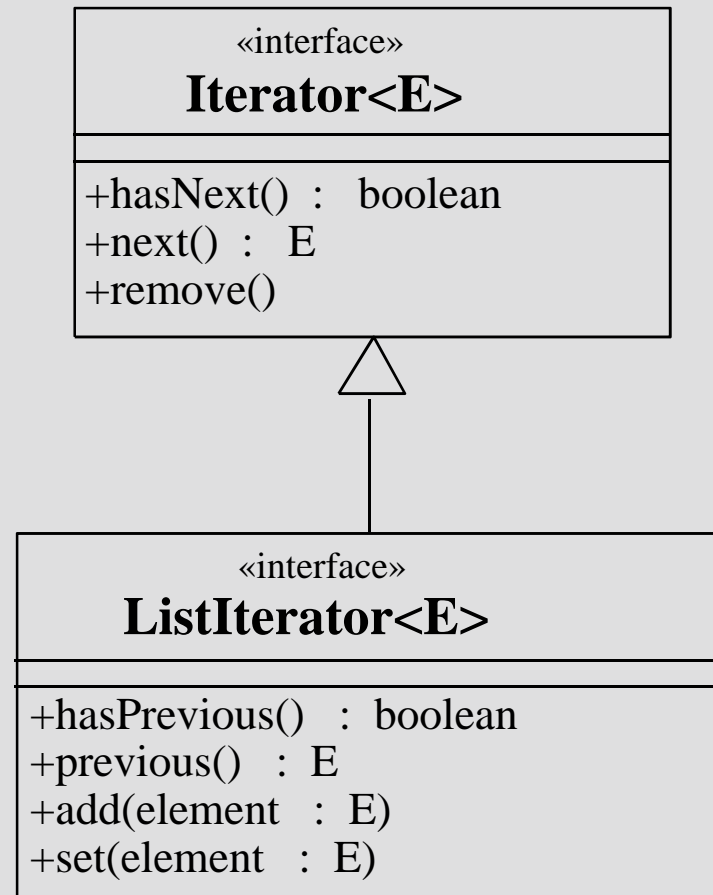 «interface»
Iterator<E>
+hasNext() : boolean
+next() : E
+remove()
«interface»
ListIterator<E>
+hasPrevious() : boolean
+previous() : E
+add(element : E)
+set(element : E)